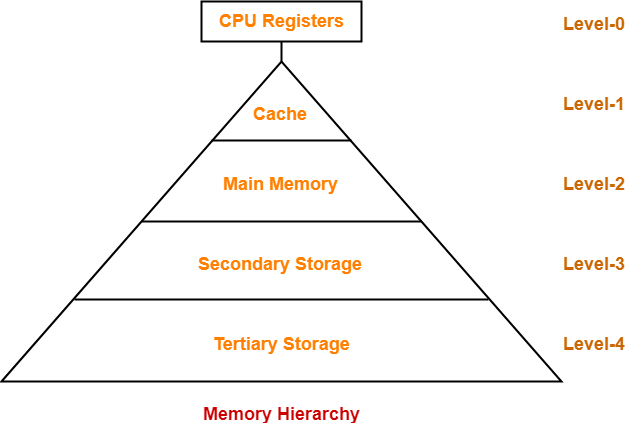 CPU Registers
Level-0
Cache
Level-1
Main Memory
Level-2
Secondary Storage
Level-3
Tertiary Storage
Level-4
Memory Hierarchy